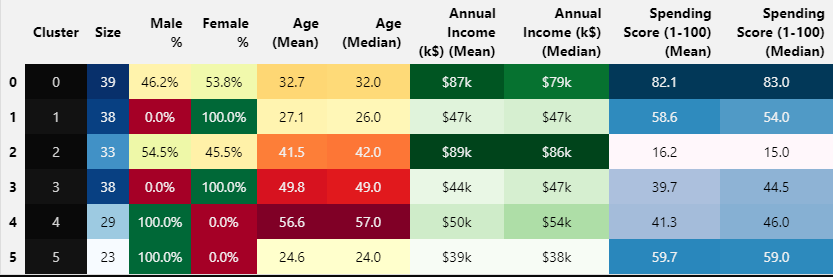 Cluster Size Male % Female % Age (Mean) Age (Median) Annual Income (k$) (Mean) Annual Income (k$) (Median) Spending Score (1-100) (Mean) Spending Score (1-100) (Median)
0 0 39 46.2% 53.8% 32.7 32.0 $87k $79k 82.1 83.0
1 1 38 0.0% 100.0% 27.1 26.0 $47k $47k 58.6 54.0
2 2 33 54.5% 45.5% 41.5 42.0 $89k $86k 16.2 15.0
3 3 38 0.0% 100.0% 49.8 49.0 $44k $47k 39.7 44.5
4 4 29 100.0% 0.0% 56.6 57.0 $50k $54k 41.3 46.0
5 5 23 100.0% 0.0% 24.6 24.0 $39k $38k 59.7 59.0